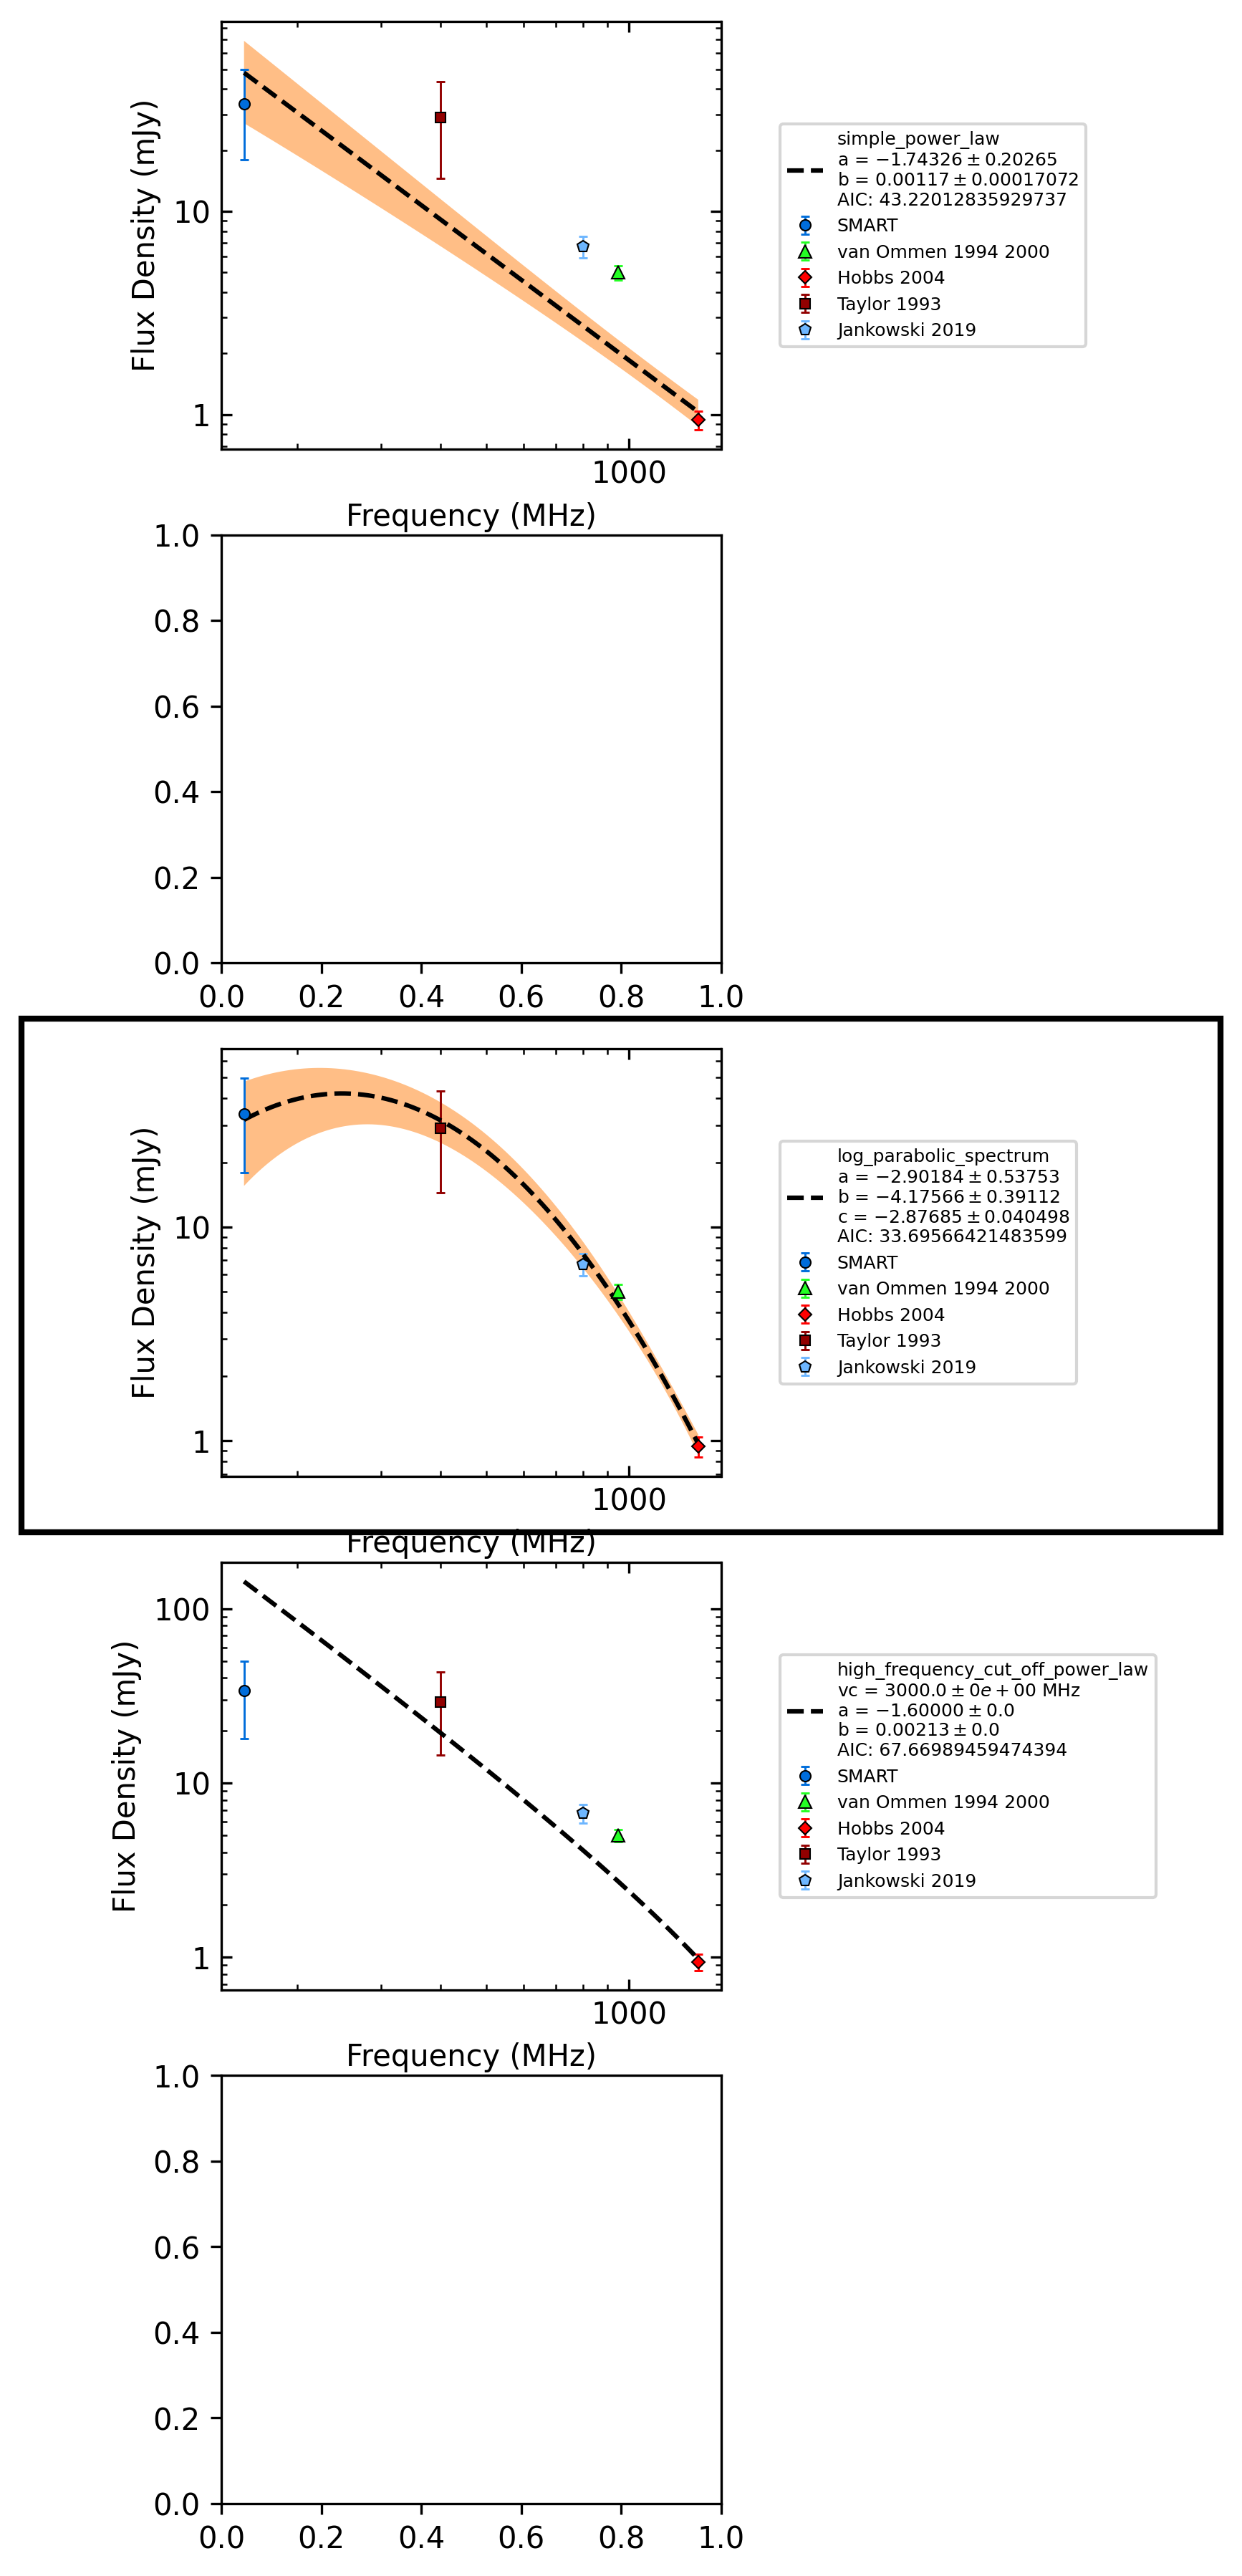 10
1
Flux Density (mJy)
1000
Frequency (MHz)
simple_power_law
a = −1.74326 ± 0.20265
b = 0.00117 ± 0.00017072
AIC: 43.22012835929737
SMART
van Ommen 1994 2000
Hobbs 2004
Taylor 1993
Jankowski 2019
1.0
0.8
0.6
0.4
0.2
0.0
0.0 0.2 0.4 0.6 0.8 1.0
10
1
Flux Density (mJy)
1000
Frequency (MHz)
log_parabolic_spectrum
a = −2.90184 ± 0.53753
b = −4.17566 ± 0.39112
c = −2.87685 ± 0.040498
AIC: 33.69566421483599
SMART
van Ommen 1994 2000
Hobbs 2004
Taylor 1993
Jankowski 2019
100
10
1
Flux Density (mJy)
1000
Frequency (MHz)
high_frequency_cut_off_power_law
vc = 3000.0 ± 0e + 00 MHz
a = −1.60000 ± 0.0
b = 0.00213 ± 0.0
AIC: 67.66989459474394
SMART
van Ommen 1994 2000
Hobbs 2004
Taylor 1993
Jankowski 2019
1.0
0.8
0.6
0.4
0.2
0.0
0.0 0.2 0.4 0.6 0.8 1.0